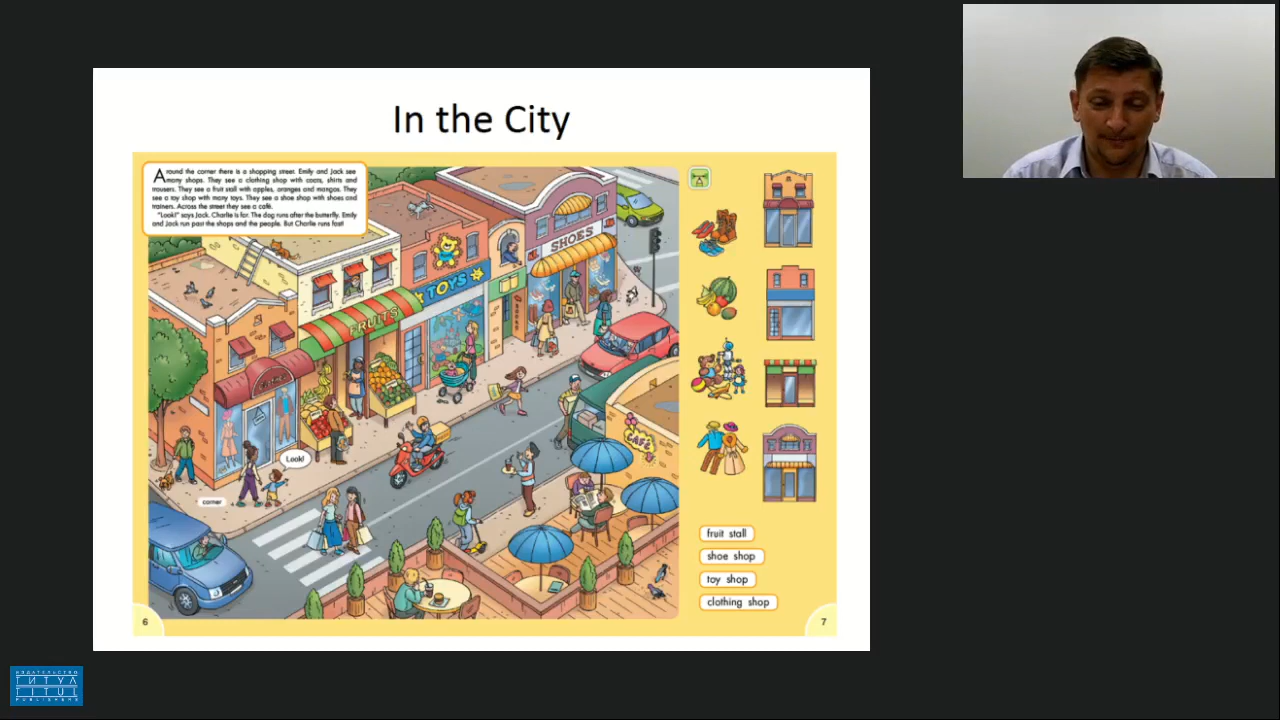 In the City
Around the corner there is a shopping street. Emily and Jack see
many shops. They see a clothing shop with coats, shirts and
trousers. They see a fruit stall with apples, oranges and mangos. They
see a toy shop with many toys. They see a shoe shop with shoes and
trainers. Across the street they see a café.
"Look!" says Jack. Charlie is far. The dog runs after the butterfly. Emily
and Jack run past the shops and the people. But Charlie runs fast!
SHOES
TOYS
FRUITS
CAFÉ
Look!
corner
fruit stall
shoe shop
toy shop
clothing shop
6
7
ИЗДАТЕЛЬСТВО
ТИТУЛ
TITUL
PUBLISHERS